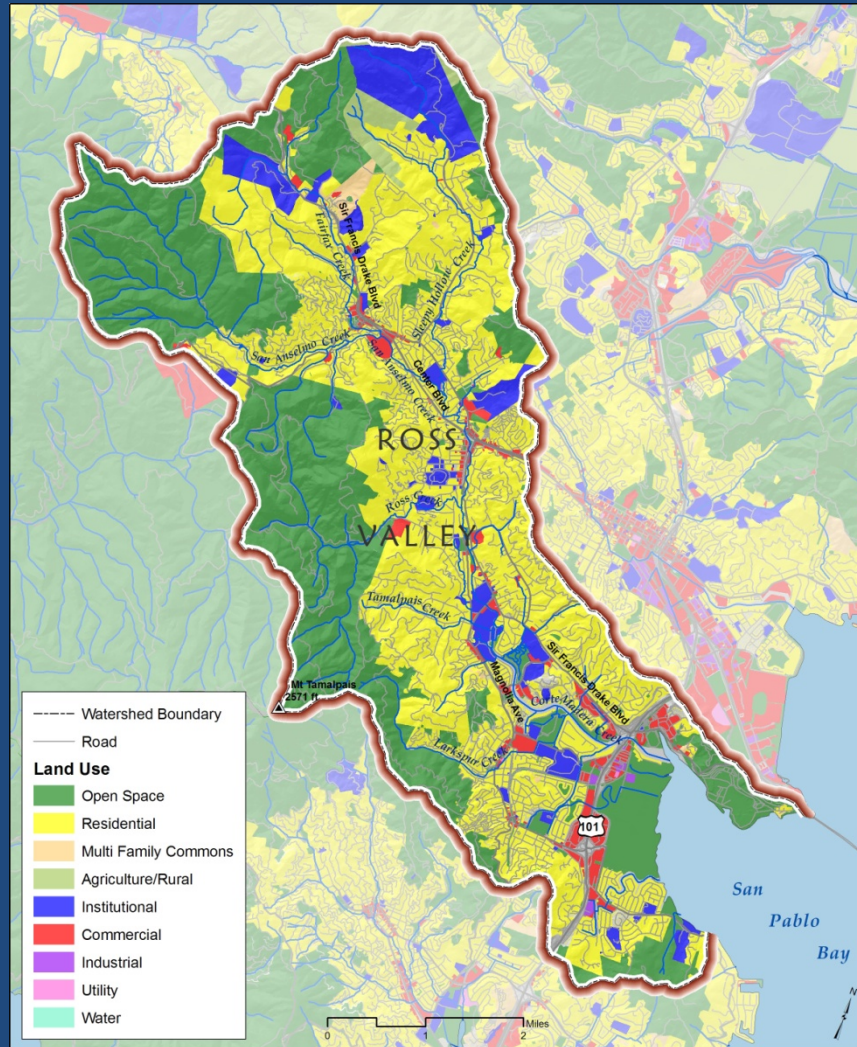 Sir Francis Drake Blvd
Fairfax Creek
Sleepy Hollow Creek
San Anselmo Creek
San Anselmo Creek
Center Blvd
ROSS
Ross Creek
VALLEY
Tamalpais Creek
Sir Francis Drake Blvd
Magnolia Ave
Corte Madera Creek
Mt Tamalpais
2571 ft
Larkspur Creek
101
San
Pablo
Bay
Watershed Boundary
Road
Land Use
Open Space
Residential
Multi Family Commons
Agriculture/Rural
Institutional
Commercial
Industrial
Utility
Water
0 1 2 Miles
N